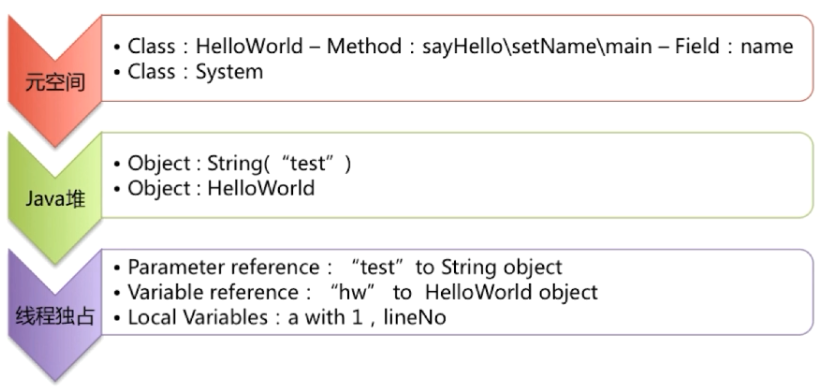 元空间
• Class：HelloWorld – Method：sayHello\setName\main – Field：name
• Class：System
Java堆
• Object : String(“test”)
• Object : HelloWorld
线程独占
• Parameter reference：“test” to String object
• Variable reference：“hw” to HelloWorld object
• Local Variables：a with 1 , lineNo